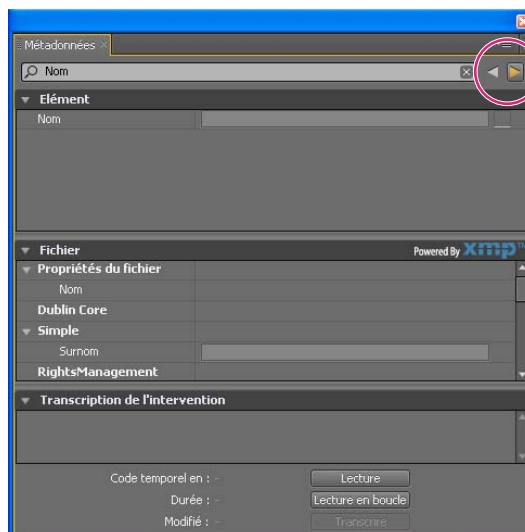 Métadonnées
Nom
Elément
Nom
Fichier Powered By xmp™
Propriétés du fichier
Nom
Dublin Core
Simple
Surnom
RightsManagement
Transcription de l'intervention
Code temporel en : - Lecture
Durée : - Lecture en boucle
Modifié : - Transcrire